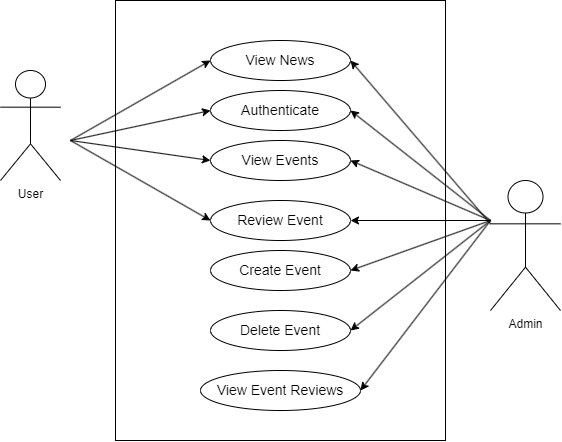 View News
Authenticate
View Events
User
Review Event
Create Event
Admin
Delete Event
View Event Reviews